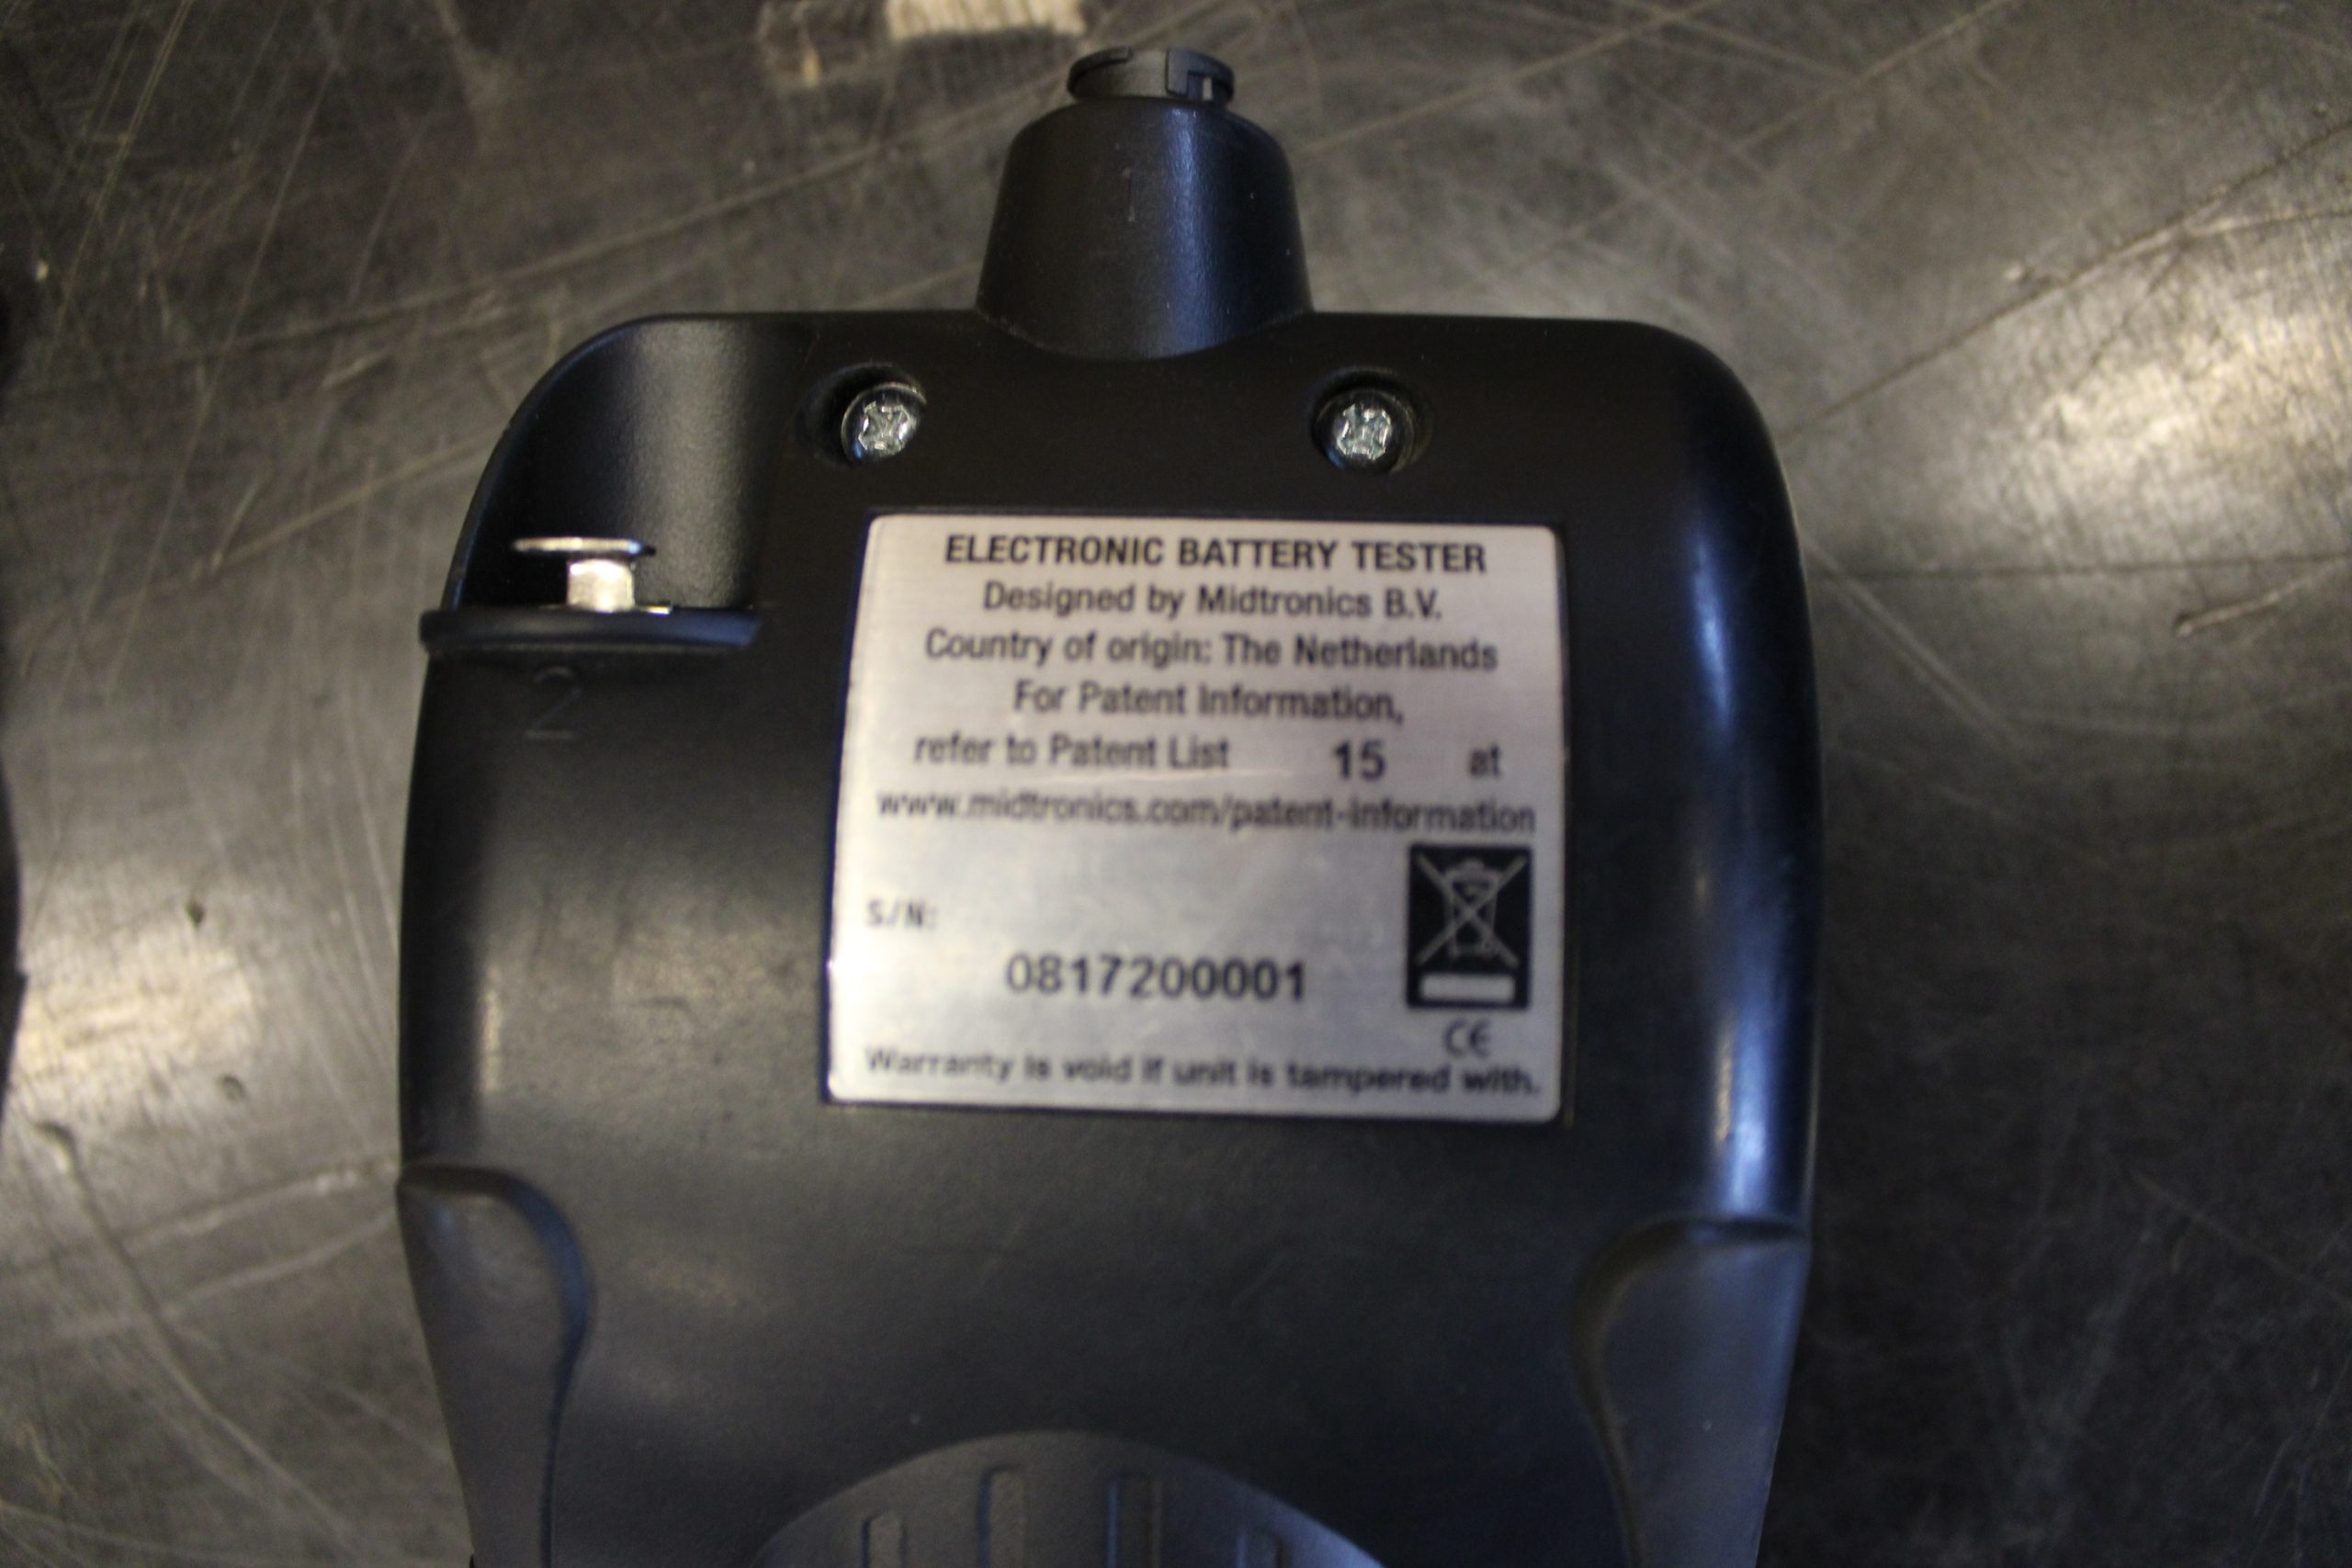 1
2
ELECTRONIC BATTERY TESTER
Designed by Midtronics B.V.
Country of origin: The Netherlands
For Patent Information,
refer to Patent List 15 at
www.midtronics.com/patent-information
S/N:
0817200001
CE
Warranty is void if unit is tampered with.